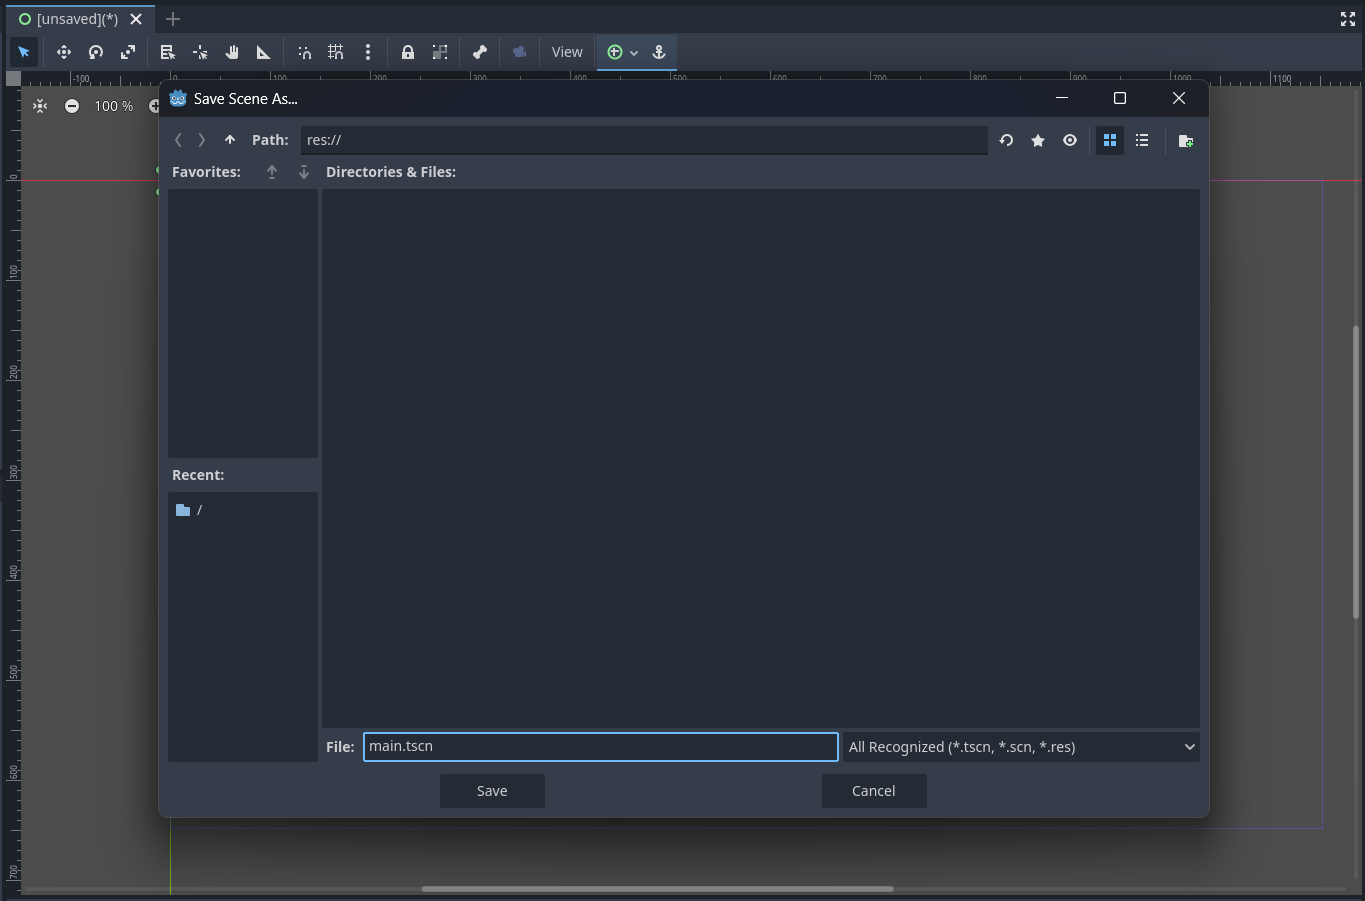 [unsaved](*)
View
-100 0 100 200 300 400 500 600 700 800 900 1000 1100
100 %
Save Scene As...
Path: res://
Favorites:
Directories & Files:
0
100
200
300
400
500
600
700
Recent:
/
File: main.tscn
All Recognized (*.tscn, *.scn, *.res)
Save
Cancel